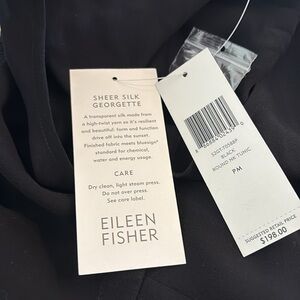 SHEER SILK
GEORGETTE
A transparent silk made from
a high-twist yarn so it's resilient
and beautiful: form and function
drive off into the sunset.
Finished fabric meets bluesign®
standard for chemical,
water and energy usage.
CARE
Dry clean, light steam press.
Do not over press.
See care label.
EILEEN
FISHER
BLACK
ROUND NK TUNIC
PM
SUGGESTED RETAIL PRICE
$198.00